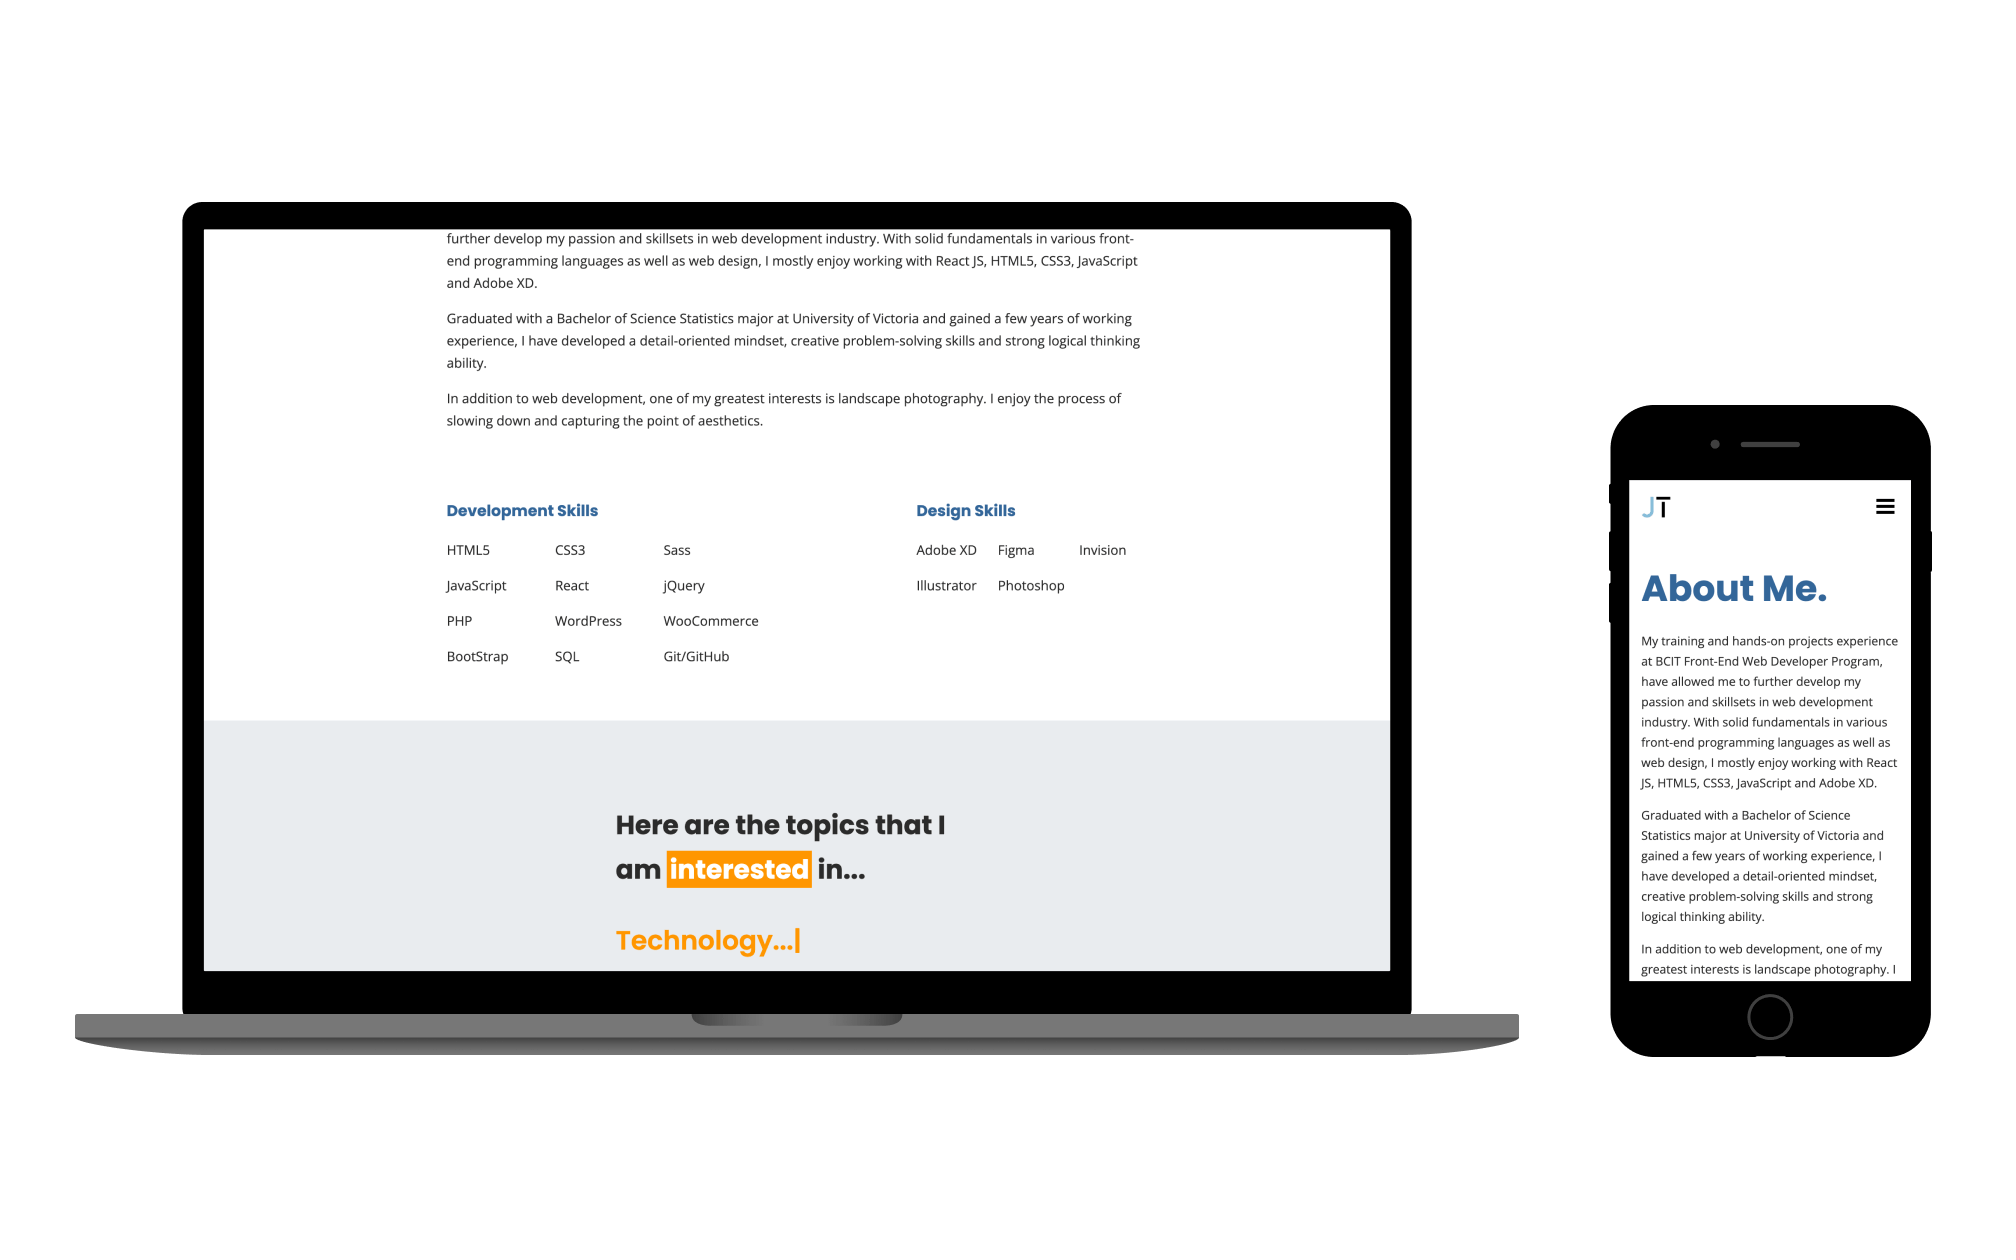 further develop my passion and skillsets in web development industry. With solid fundamentals in various front-
end programming languages as well as web design, I mostly enjoy working with React JS, HTML5, CSS3, JavaScript
and Adobe XD.
Graduated with a Bachelor of Science Statistics major at University of Victoria and gained a few years of working
experience, I have developed a detail-oriented mindset, creative problem-solving skills and strong logical thinking
ability.
In addition to web development, one of my greatest interests is landscape photography. I enjoy the process of
slowing down and capturing the point of aesthetics.
Development Skills
HTML5 CSS3 Sass
JavaScript React jQuery
PHP WordPress WooCommerce
BootStrap SQL Git/GitHub
Design Skills
Adobe XD Figma Invision
Illustrator Photoshop
Here are the topics that I
am interested in...
Technology...|
JT
About Me.
My training and hands-on projects experience
at BCIT Front-End Web Developer Program,
have allowed me to further develop my
passion and skillsets in web development
industry. With solid fundamentals in various
front-end programming languages as well as
web design, I mostly enjoy working with React
JS, HTML5, CSS3, JavaScript and Adobe XD.
Graduated with a Bachelor of Science
Statistics major at University of Victoria and
gained a few years of working experience, I
have developed a detail-oriented mindset,
creative problem-solving skills and strong
logical thinking ability.
In addition to web development, one of my
greatest interests is landscape photography. I